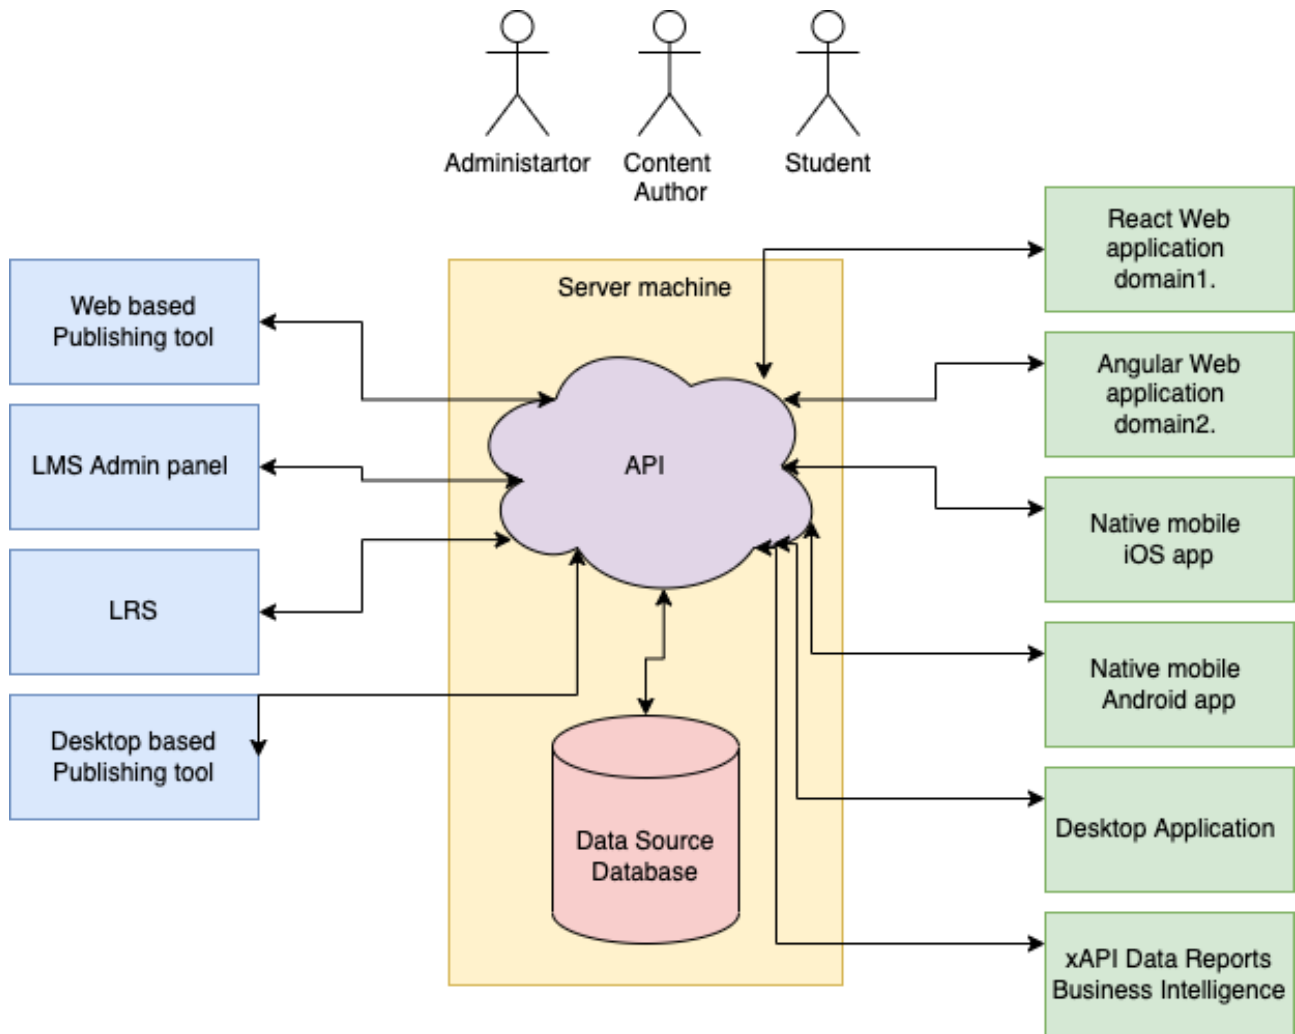 Administartor
Content
Author
Student
Server machine
API
Data Source
Database
Web based
Publishing tool
LMS Admin panel
LRS
Desktop based
Publishing tool
React Web
application
domain1.
Angular Web
application
domain2.
Native mobile
iOS app
Native mobile
Android app
Desktop Application
xAPI Data Reports
Business Intelligence